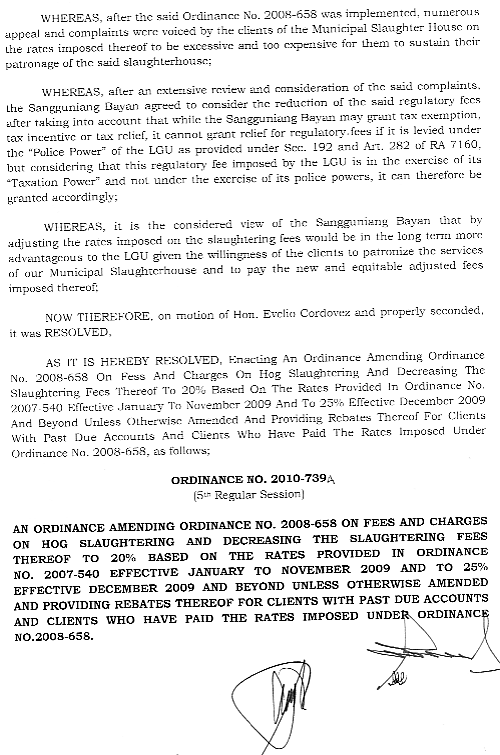 WHEREAS, after the said Ordinance No. 2008-658 was implemented, numerous
appeal and complaints were voiced by the clients of the Municipal Slaughter House on
the rates imposed thereof to be excessive and too expensive for them to sustain their
patronage of the said slaughterhouse;
WHEREAS, after an extensive review and consideration of the said complaints,
the Sangguniang Bayan agreed to consider the reduction of the said regulatory fees
after taking into account that while the Sangguniang Bayan may grant tax exemption,
tax incentive or tax relief, it cannot grant relief for regulatory fees if it is levied under
the "Police Power" of the LGU as provided under Sec. 192 and Art. 282 of RA 7160,
but considering that this regulatory fee imposed by the LGU is in the exercise of its
"Taxation Power" and not under the exercise of its police powers, it can therefore be
granted accordingly;
WHEREAS, it is the considered view of the Sangguniang Bayan that by
adjusting the rates imposed on the slaughtering fees would be in the long term more
advantageous to the LGU given the willingness of the clients to patronize the services
of our Municipal Slaughterhouse and to pay the new and equitable adjusted fees
imposed thereof;
NOW THEREFORE, on motion of Hon. Evelio Cordovez and properly seconded,
it was RESOLVED,
AS IT IS HEREBY RESOLVED, Enacting An Ordinance Amending Ordinance
No. 2008-658 On Fess And Charges On Hog Slaughtering And Decreasing The
Slaughtering Fees Thereof To 20% Based On The Rates Provided In Ordinance No.
2007-540 Effective January To November 2009 And To 25% Effective December 2009
And Beyond Unless Otherwise Amended And Providing Rebates Thereof For Clients
With Past Due Accounts And Clients Who Have Paid The Rates Imposed Under
Ordinance No. 2008-658, as follows;
ORDINANCE NO. 2010-739A
(5th Regular Session)
AN ORDINANCE AMENDING ORDINANCE NO. 2008-658 ON FEES AND CHARGES
ON HOG SLAUGHTERING AND DECREASING THE SLAUGHTERING FEES
THEREOF TO 20% BASED ON THE RATES PROVIDED IN ORDINANCE
NO. 2007-540 EFFECTIVE JANUARY TO NOVEMBER 2009 AND TO 25%
EFFECTIVE DECEMBER 2009 AND BEYOND UNLESS OTHERWISE AMENDED
AND PROVIDING REBATES THEREOF FOR CLIENTS WITH PAST DUE ACCOUNTS
AND CLIENTS WHO HAVE PAID THE RATES IMPOSED UNDER ORDINANCE
NO.2008-658.